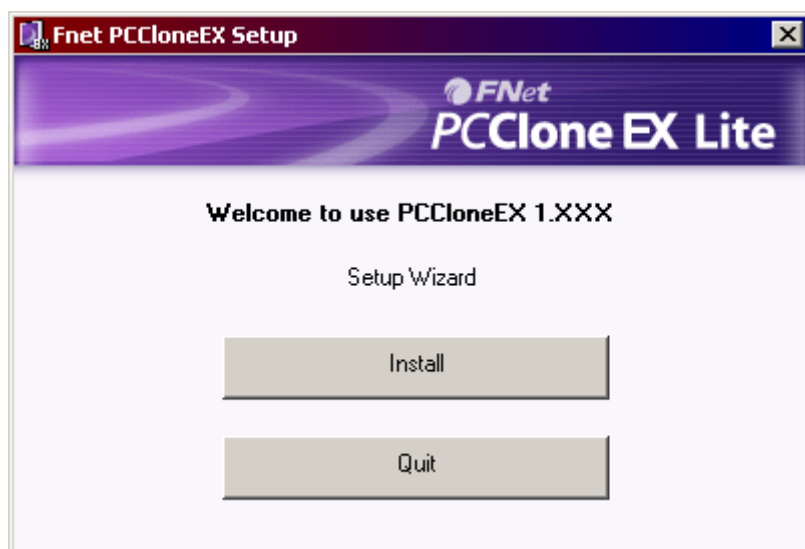 Fnet PCCloneEX Setup
FNet
PCClone EX Lite
Welcome to use PCCloneEX 1.XXX
Setup Wizard
Install
Quit